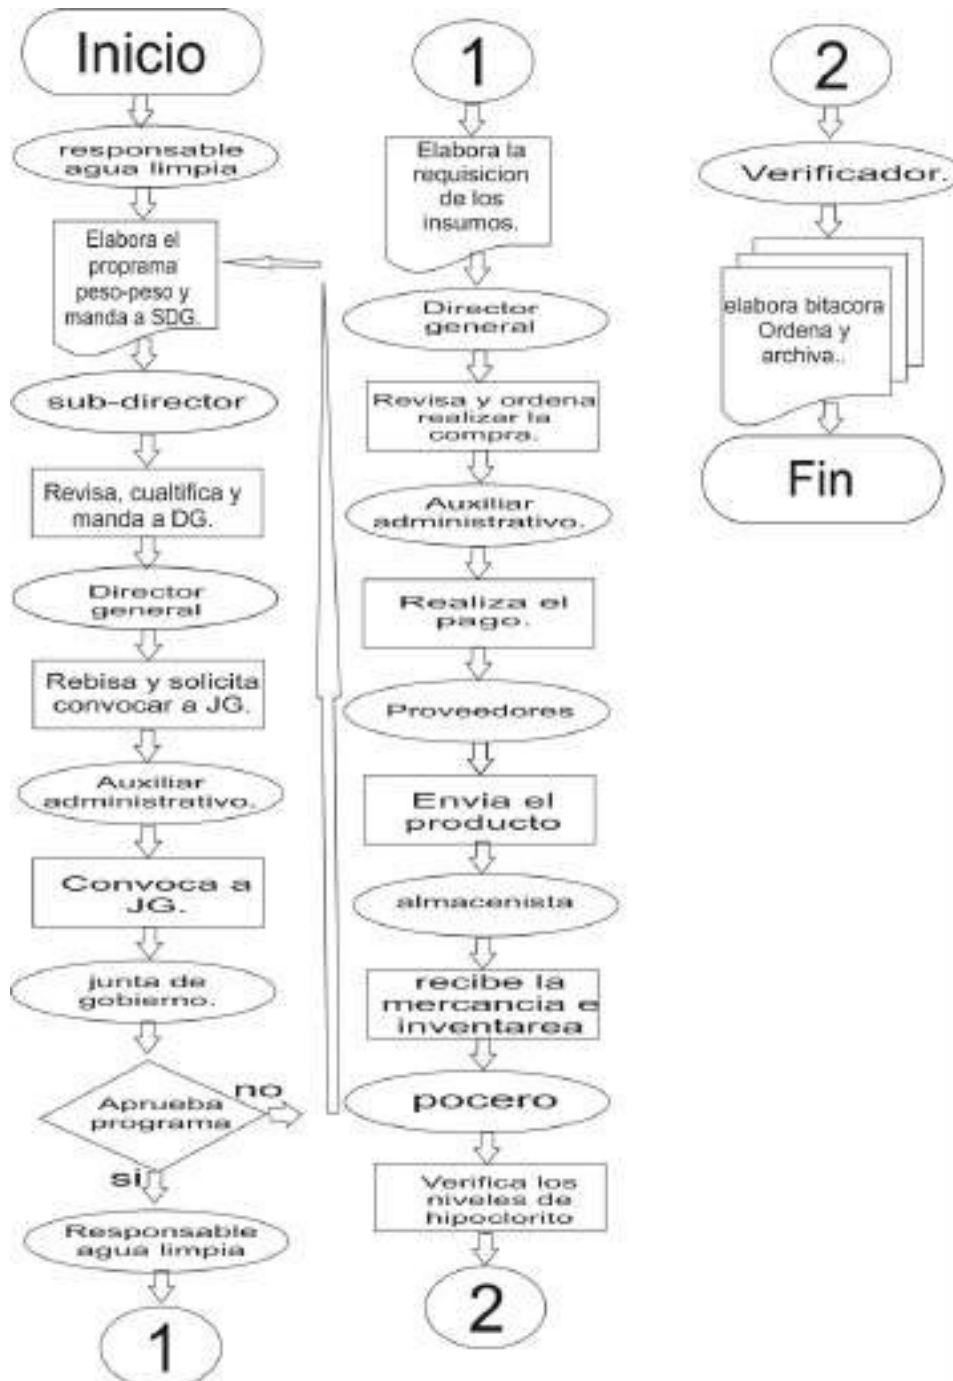 Inicio
responsable
agua limpia
Elabora el
proprama
peso-peso y
manda a SDG.
sub-director
Revisa, cualtifica y
manda a DG.
Director
general
Rebisa y solicita
convocar a JG.
Auxiliar
administrativo.
Convoca a
JG.
junta de
gobierno.
Aprueba
programa
no
si
Responsable
agua limpia
1
1
Elabora la
requisicion
de los
insumos.
Director
general
Revisa y ordena
realizar la
compra.
Auxiliar
administrativo.
Realiza el
pago.
Proveedores
Envia el
producto
almacenista
recibe la
mercancia e
inventarea
pocero
Verifica los
niveles de
hipoclorito
2
2
Verificador.
elabora bitacora
Ordena y
archiva..
Fin